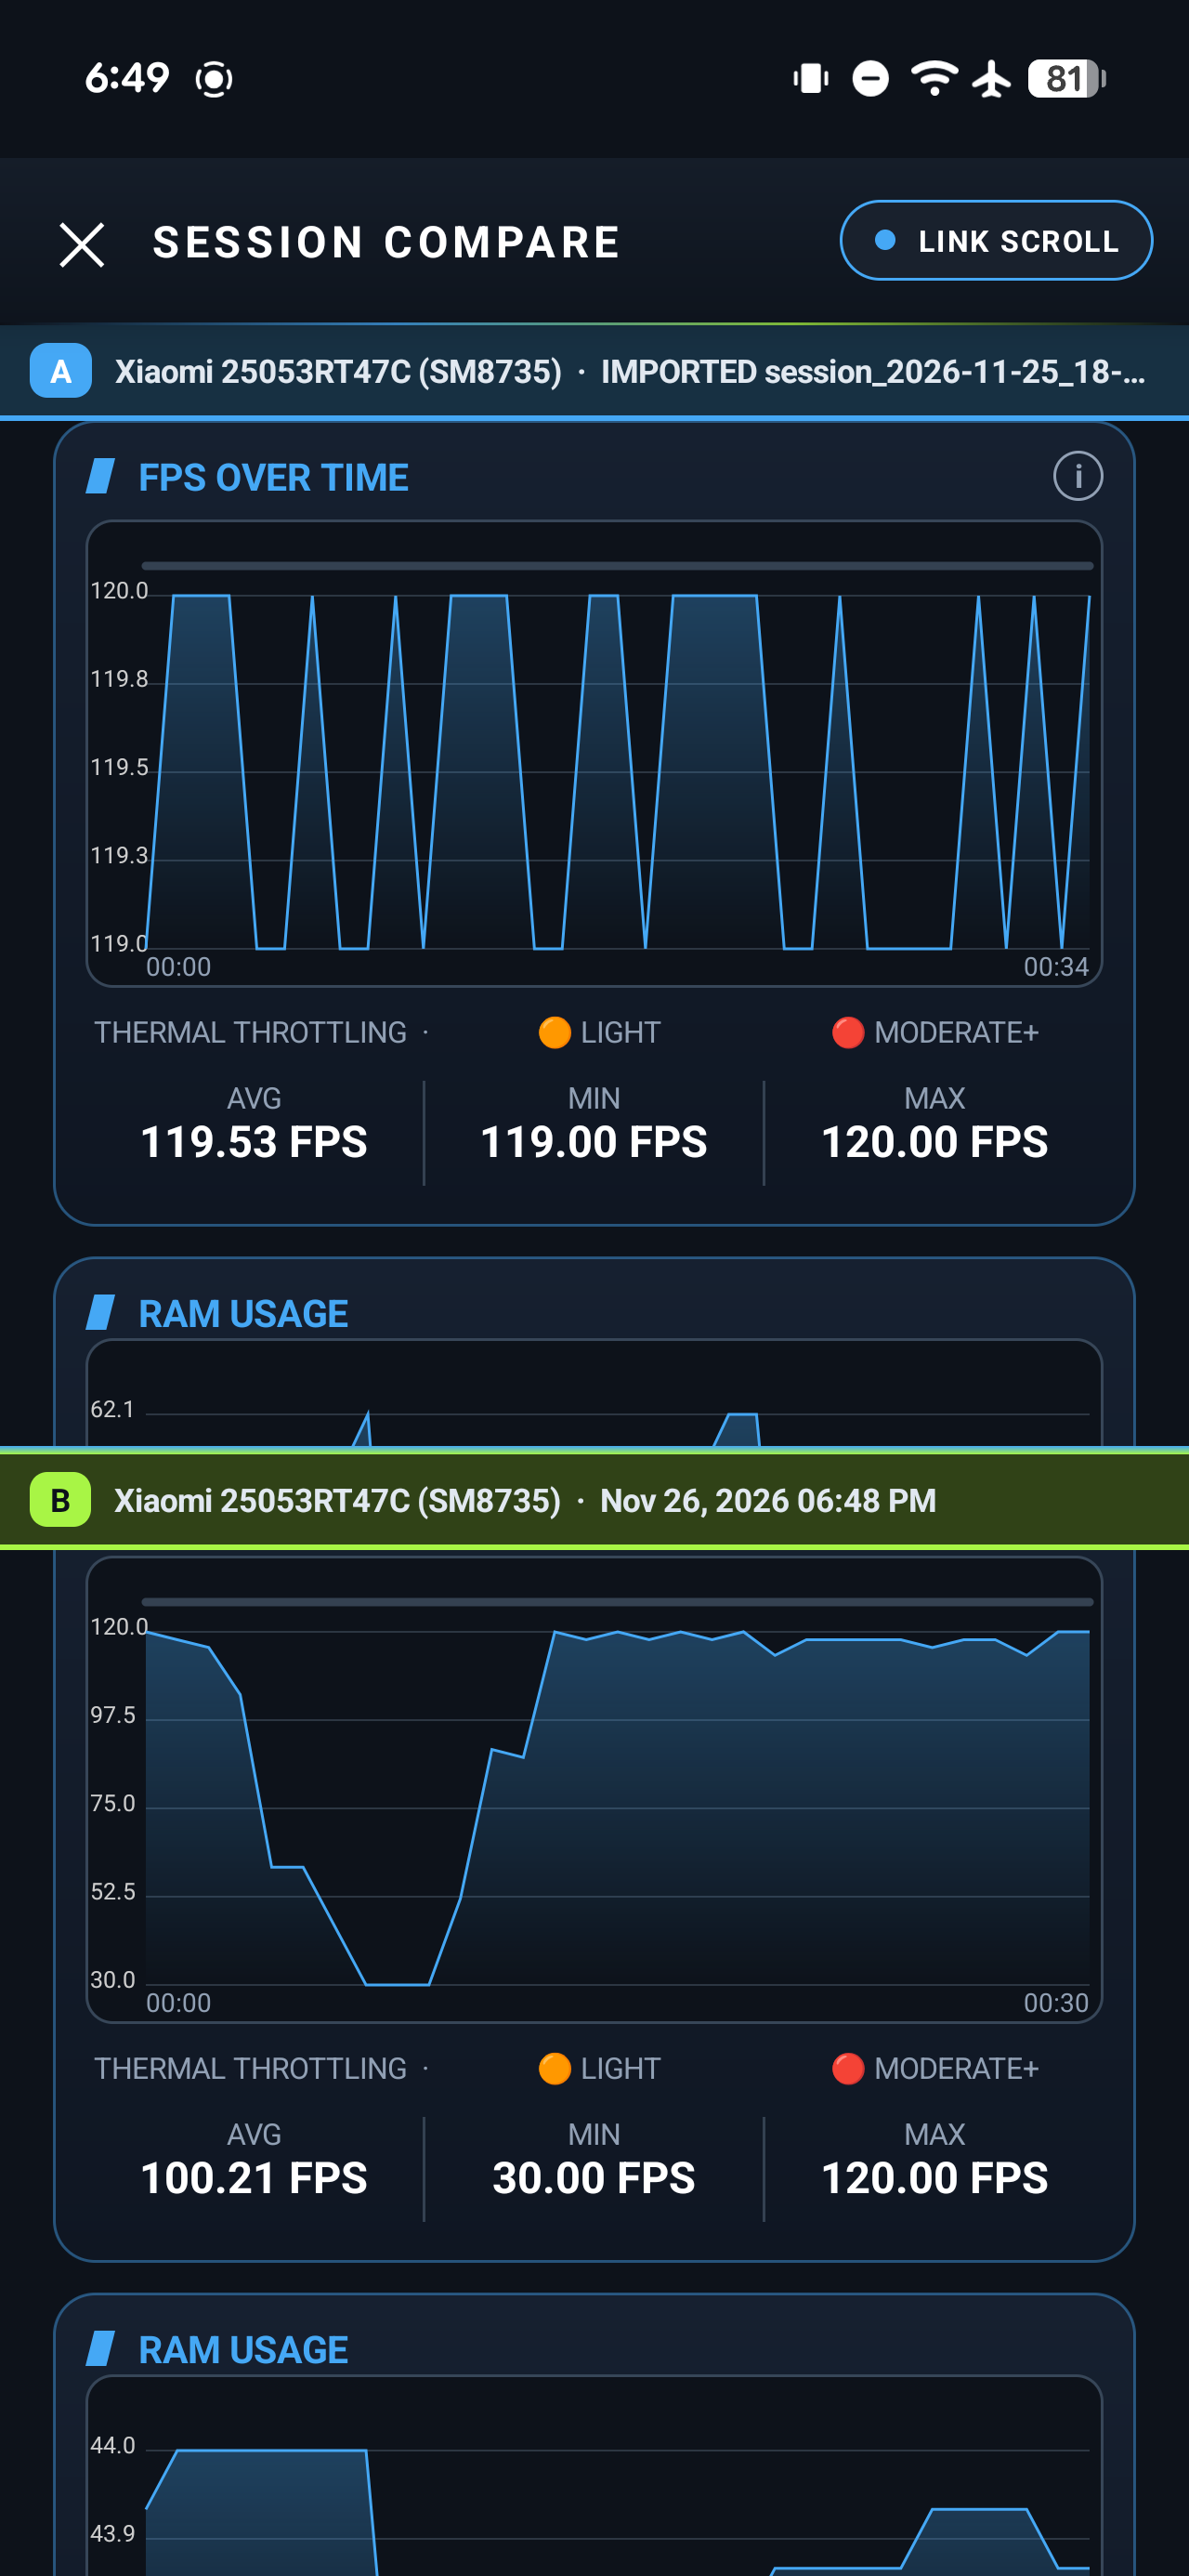 6:49
81
SESSION COMPARE
LINK SCROLL
A Xiaomi 25053RT47C (SM8735) · IMPORTED session_2026-11-25_18-…
FPS OVER TIME
i
120.0
119.8
119.5
119.3
119.0
00:00 00:34
THERMAL THROTTLING · LIGHT MODERATE+
AVG MIN MAX
119.53 FPS 119.00 FPS 120.00 FPS
RAM USAGE
62.1
B Xiaomi 25053RT47C (SM8735) · Nov 26, 2026 06:48 PM
120.0
97.5
75.0
52.5
30.0
00:00 00:30
THERMAL THROTTLING · LIGHT MODERATE+
AVG MIN MAX
100.21 FPS 30.00 FPS 120.00 FPS
RAM USAGE
44.0
43.9